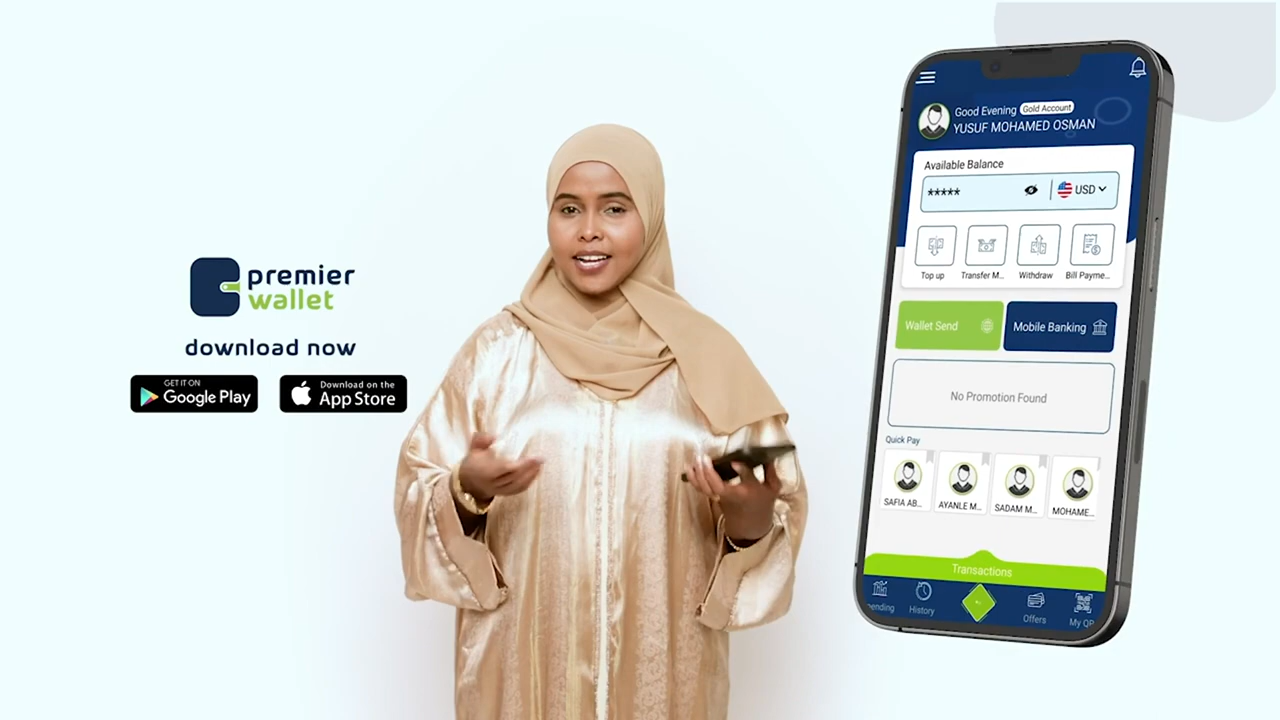 premier
wallet
download now
GET IT ON
Google Play
Download on the
App Store
Good Evening Gold Account
YUSUF MOHAMED OSMAN
Available Balance
***** USD
Top up Transfer M... Withdraw Bill Payme...
Wallet Send Mobile Banking
No Promotion Found
Quick Pay
SAFIA AB... AYANLE M... SADAM M... MOHAME...
Transactions
ending History Offers My QR